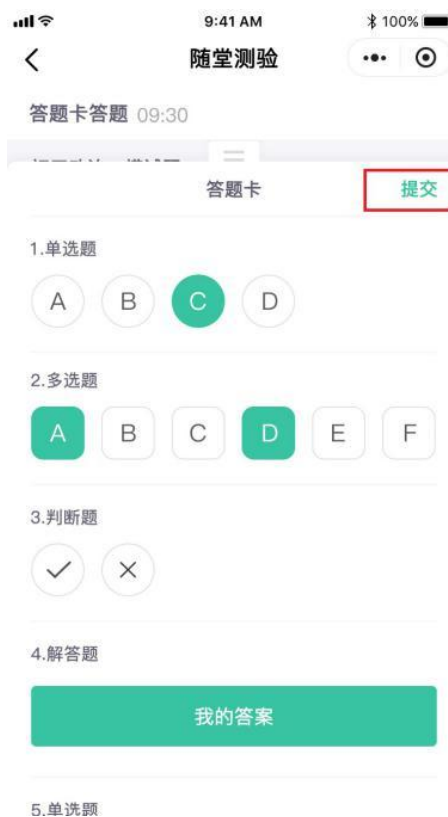 9:41 AM
100%
随堂测验
答题卡答题 09:30
答题卡
提交
1.单选题
A B C D
2.多选题
A B C D E F
3.判断题
4.解答题
我的答案
5.单选题